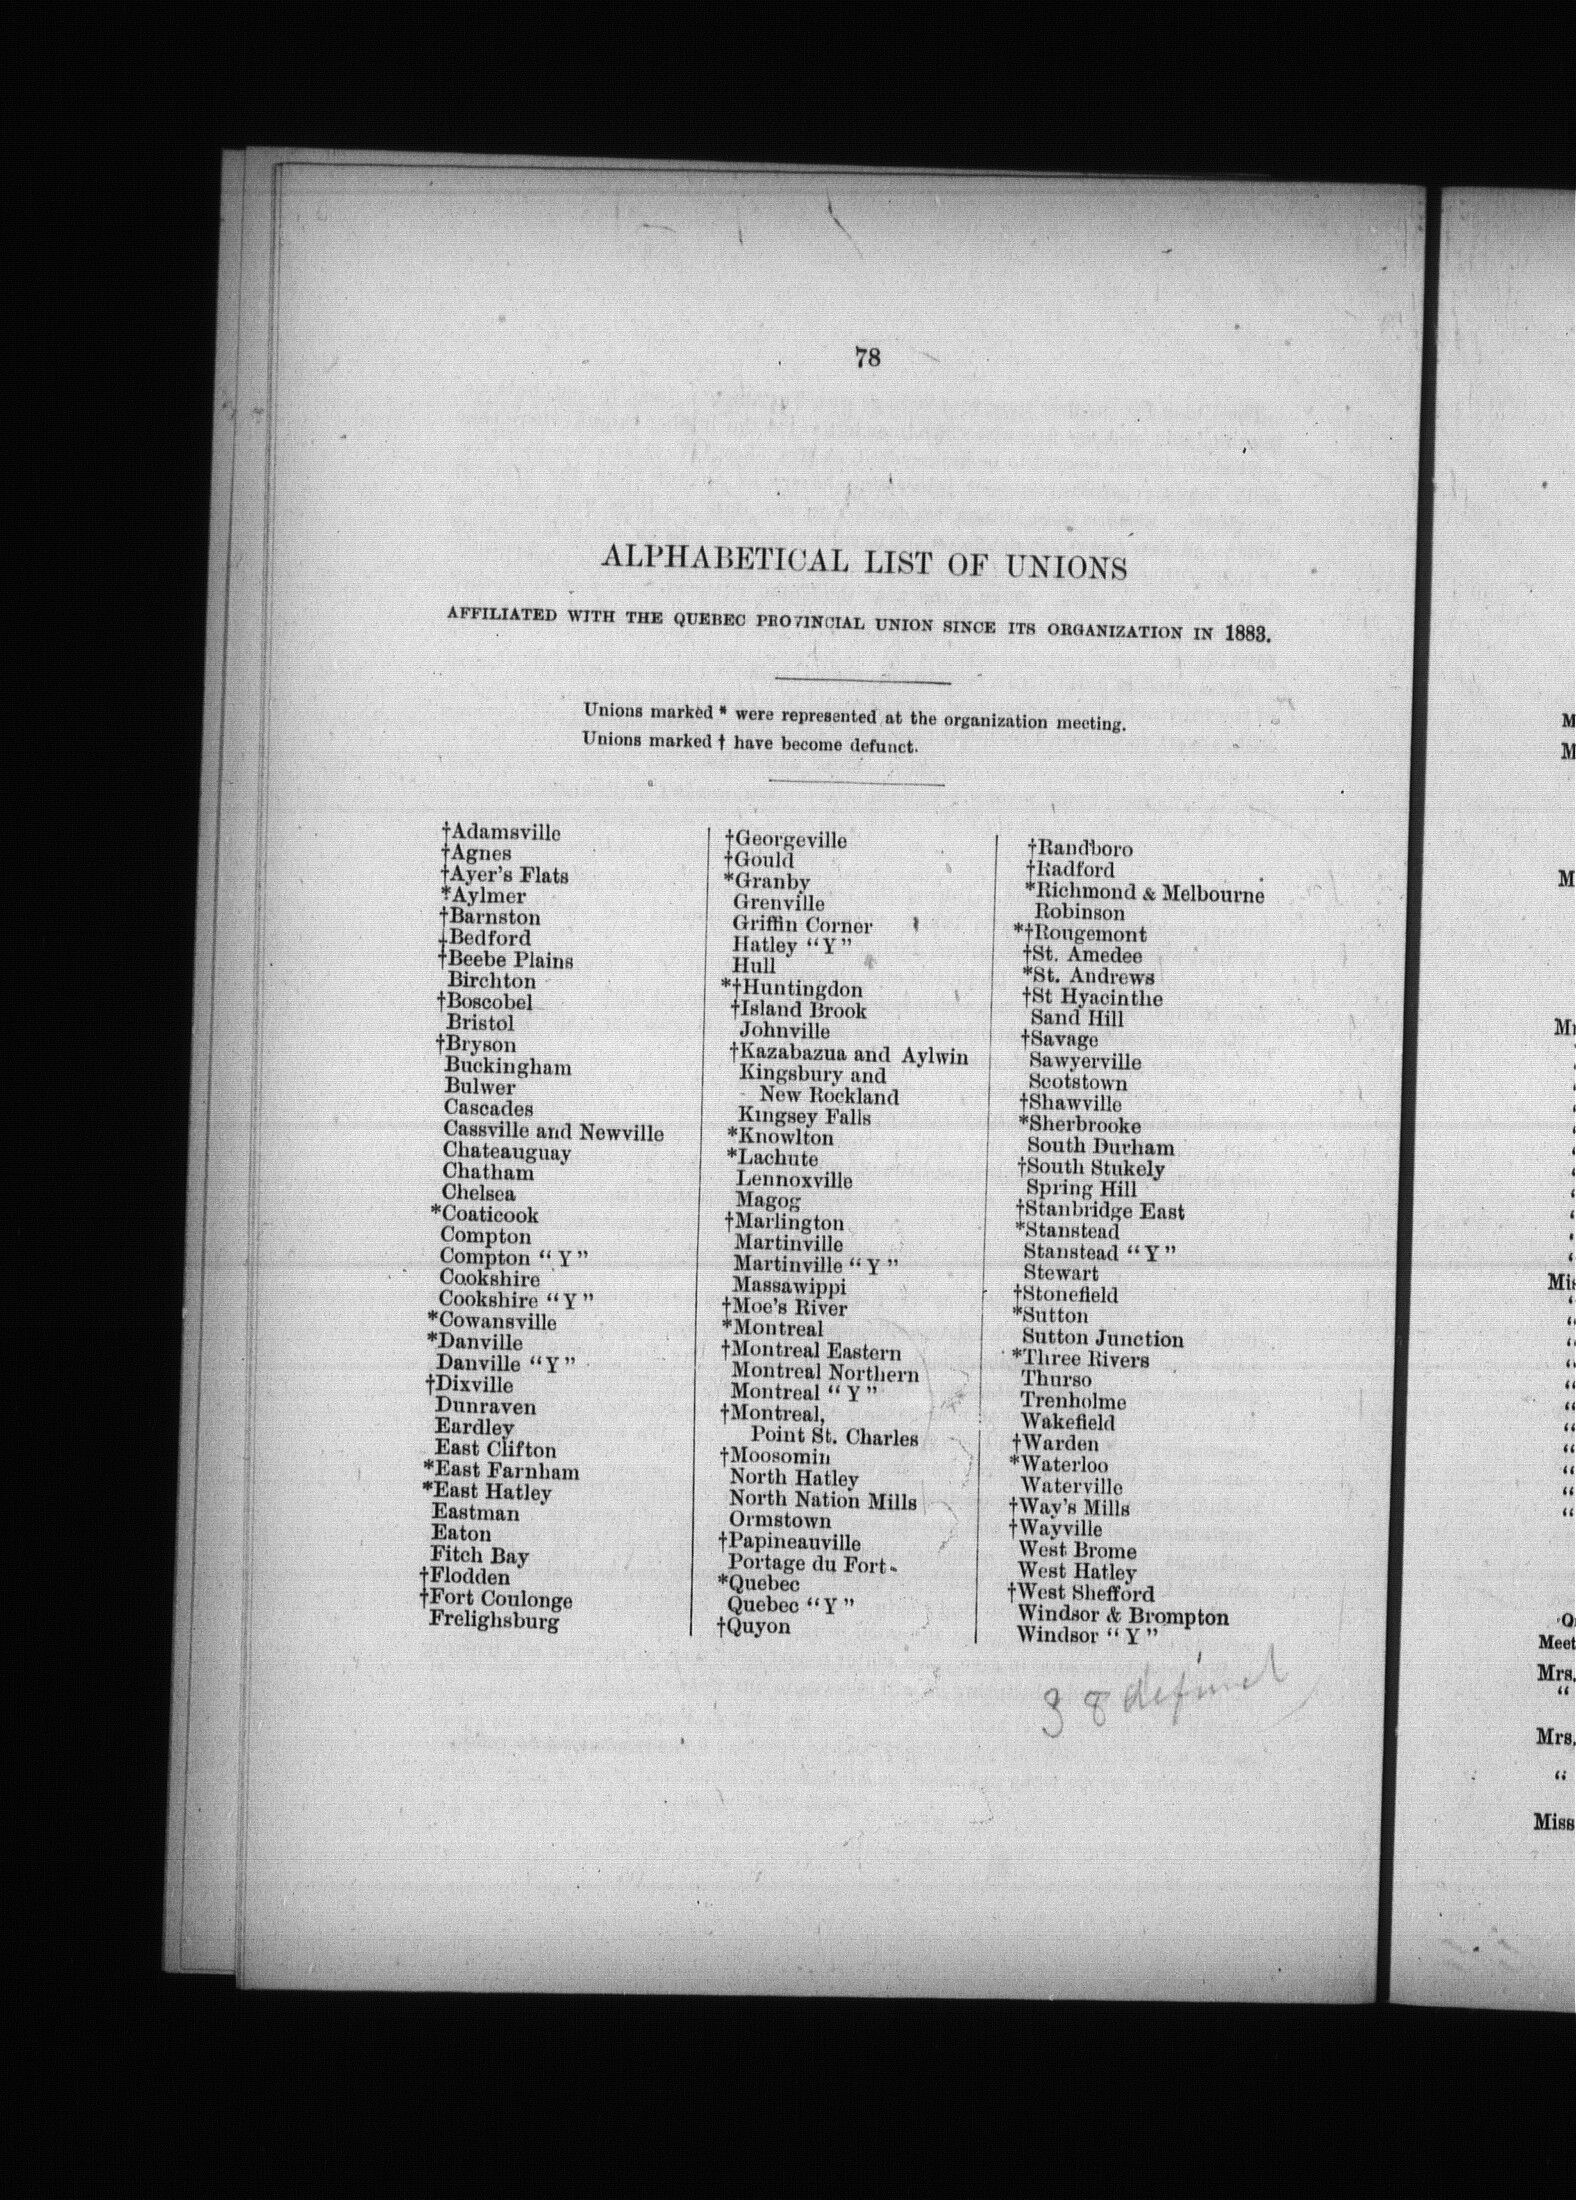 78
ALPHABETICAL LIST OF UNIONS
AFFILIATED WITH THE QUEBEC PROVINCIAL UNION SINCE ITS ORGANIZATION IN 1883.
Unions marked * were represented at the organization meeting.
Unions marked † have become defunct.
†Adamsville
†Agnes
†Ayer's Flats
*Aylmer
†Barnston
†Bedford
†Beebe Plains
Birchton
†Boscobel
Bristol
†Bryson
Buckingham
Bulwer
Cascades
Cassville and Newville
Chateauguay
Chatham
Chelsea
*Coaticook
Compton
Compton “Y”
Cookshire
Cookshire “Y”
*Cowansville
*Danville
Danville “Y”
†Dixville
Dunraven
Eardley
East Clifton
*East Farnham
*East Hatley
Eastman
Eaton
Fitch Bay
†Flodden
†Fort Coulonge
Frelighsburg
†Georgeville
†Gould
*Granby
Grenville
Griffin Corner
Hatley “Y”
Hull
*†Huntingdon
†Island Brook
Johnville
†Kazabazua and Aylwin
Kingsbury and
New Rockland
Kingsey Falls
*Knowlton
*Lachute
Lennoxville
Magog
†Marlington
Martinville
Martinville “Y”
Massawippi
†Moe's River
*Montreal
†Montreal Eastern
Montreal Northern
Montreal “Y”
†Montreal,
Point St. Charles
†Moosomin
North Hatley
North Nation Mills
Ormstown
†Papineauville
Portage du Fort
*Quebec
Quebec “Y”
†Quyon
†Randboro
†Radford
*Richmond & Melbourne
Robinson
*†Rougemont
†St. Amedee
*St. Andrews
†St Hyacinthe
Sand Hill
†Savage
Sawyerville
Scotstown
†Shawville
*Sherbrooke
South Durham
†South Stukely
Spring Hill
†Stanbridge East
*Stanstead
Stanstead “Y”
Stewart
†Stonefield
*Sutton
Sutton Junction
*Three Rivers
Thurso
Trenholme
Wakefield
†Warden
*Waterloo
Waterville
†Way's Mills
†Wayville
West Brome
West Hatley
†West Shefford
Windsor & Brompton
Windsor “Y”
38 defunct
Meet
Mrs.
“
Mrs.
“
Miss